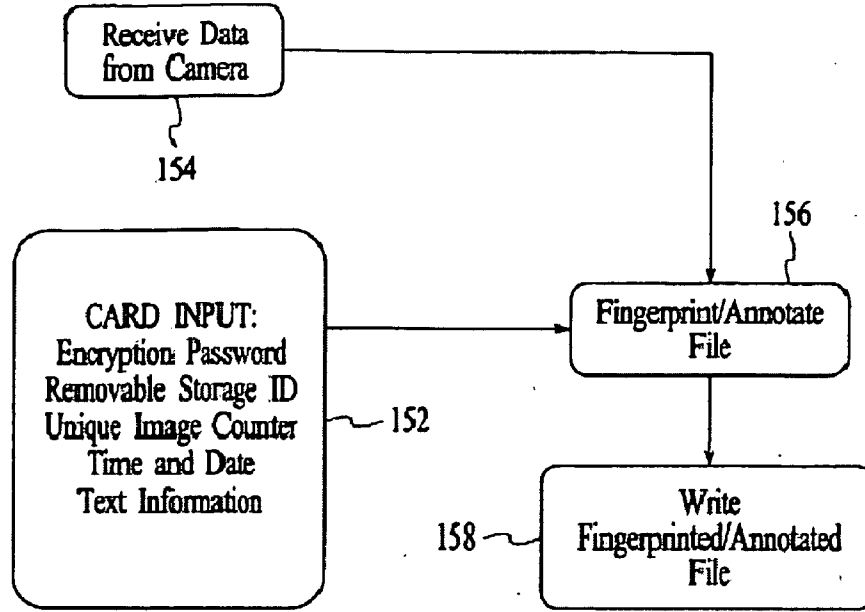 Receive Data
from Camera
154
156
CARD INPUT:
Encryption Password
Removable Storage ID
Unique Image Counter
Time and Date
Text Information
152
Fingerprint/Annotate
File
158
Write
Fingerprinted/Annotated
File